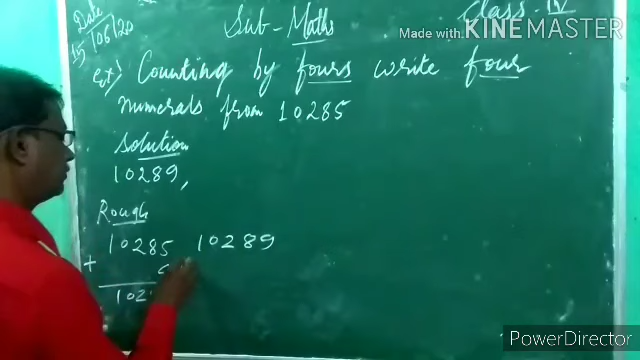 Date
15/06/20
Sub- Maths
Class-IV
Made with KINEMASTER
Ex) Counting by fours write four
numerals from 10285
Solution
10289,
Rough
10285 10289
+
102
PowerDirector